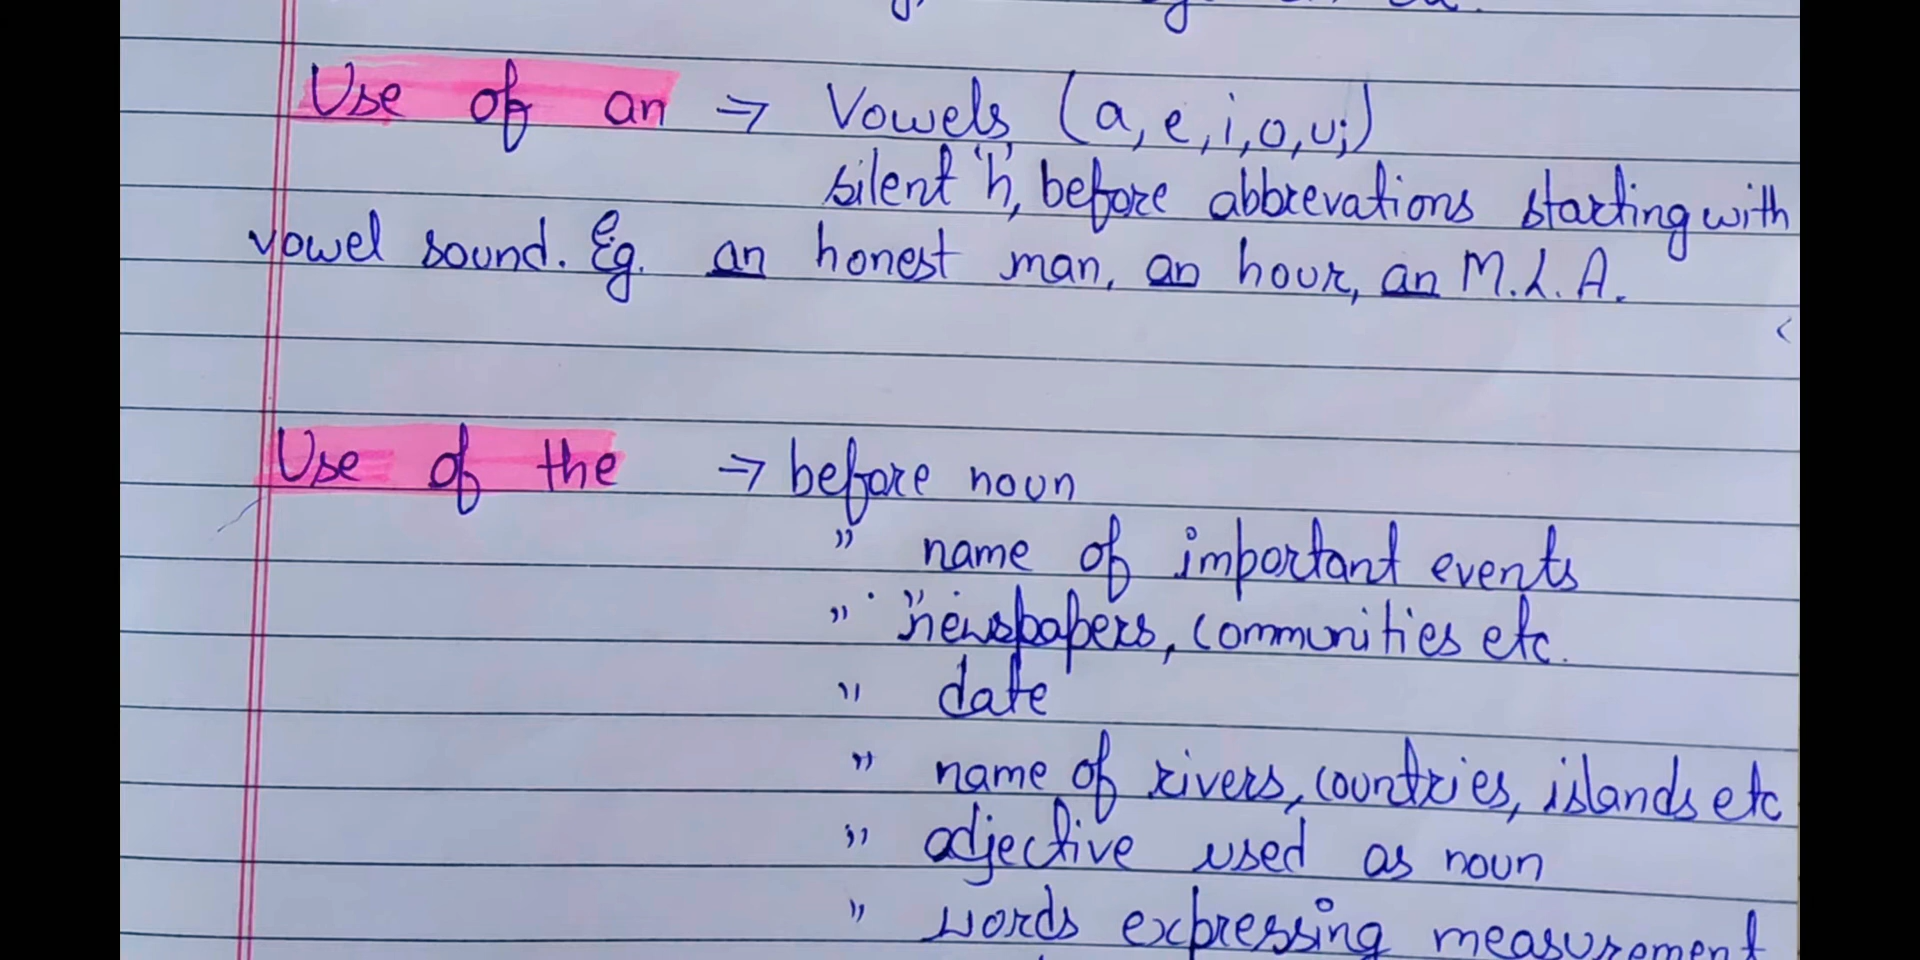 Use of an ⇒ Vowels (a, e, i, o, u;)
silent 'h', before abbrevations starting with
vowel sound. Eg. an honest man, an hour, an M.L.A.
Use of the ⇒ before noun
" name of important events
" " newspapers, communities etc.
" date
" name of rivers, countries, islands etc
" adjective used as noun
" words expressing measurement